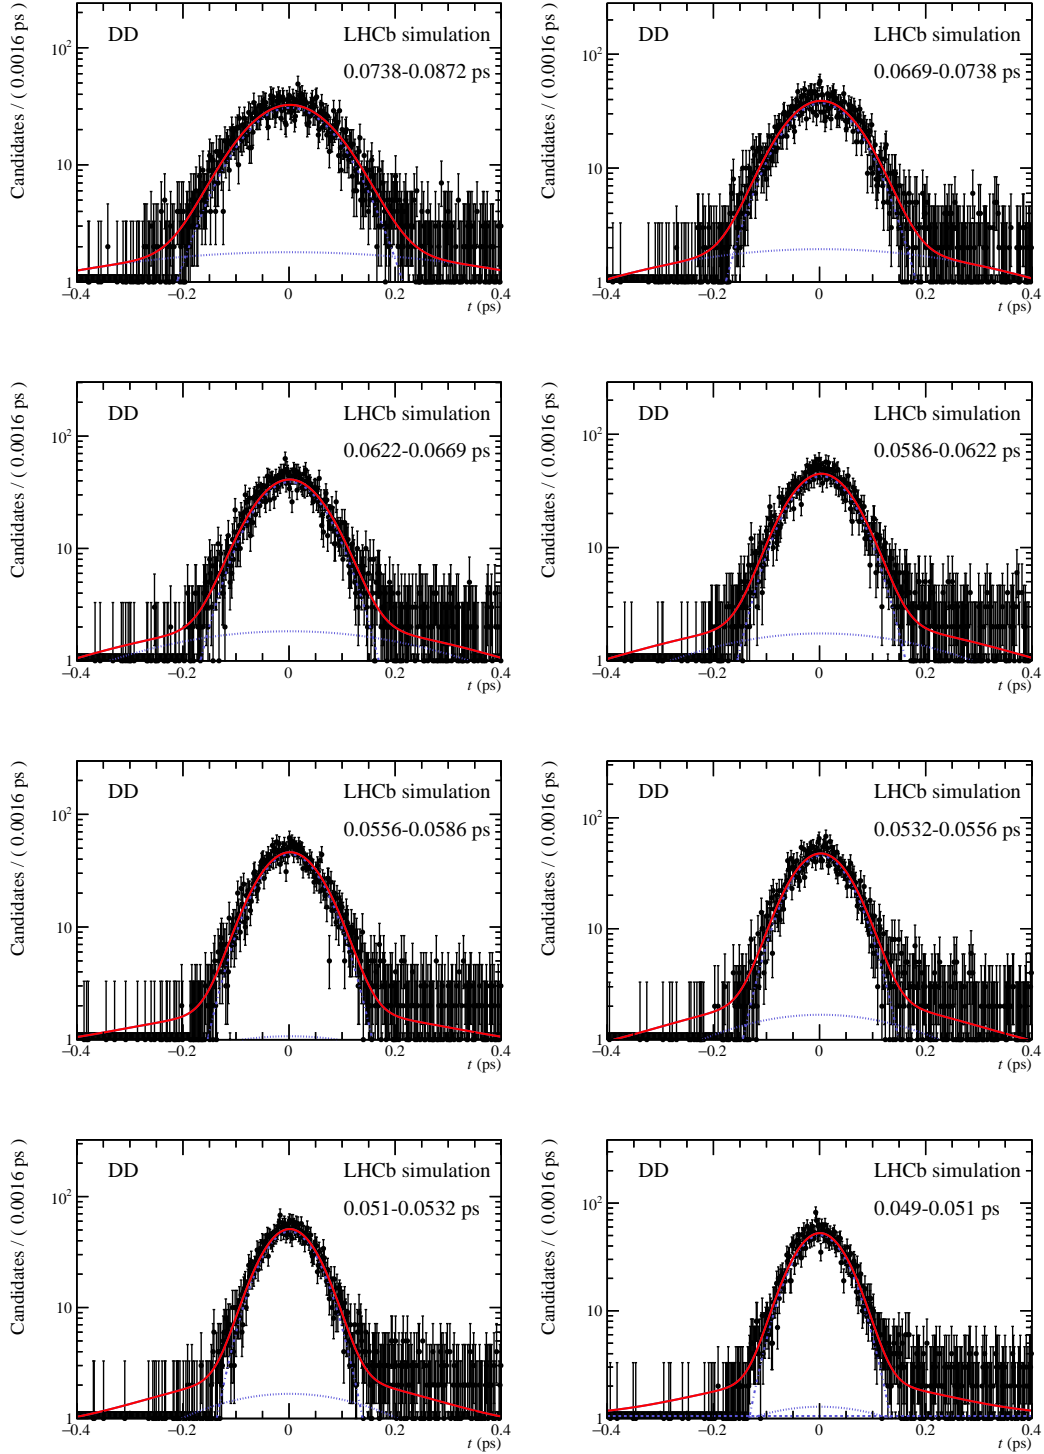 Candidates / ( 0.0016 ps )
DD
LHCb simulation
0.0738-0.0872 ps
10²
10
1
−0.4 −0.2 0 0.2 0.4
t (ps)
Candidates / ( 0.0016 ps )
DD
LHCb simulation
0.0669-0.0738 ps
10²
10
1
−0.4 −0.2 0 0.2 0.4
t (ps)
Candidates / ( 0.0016 ps )
DD
LHCb simulation
0.0622-0.0669 ps
10²
10
1
−0.4 −0.2 0 0.2 0.4
t (ps)
Candidates / ( 0.0016 ps )
DD
LHCb simulation
0.0586-0.0622 ps
10²
10
1
−0.4 −0.2 0 0.2 0.4
t (ps)
Candidates / ( 0.0016 ps )
DD
LHCb simulation
0.0556-0.0586 ps
10²
10
1
−0.4 −0.2 0 0.2 0.4
t (ps)
Candidates / ( 0.0016 ps )
DD
LHCb simulation
0.0532-0.0556 ps
10²
10
1
−0.4 −0.2 0 0.2 0.4
t (ps)
Candidates / ( 0.0016 ps )
DD
LHCb simulation
0.051-0.0532 ps
10²
10
1
−0.4 −0.2 0 0.2 0.4
t (ps)
Candidates / ( 0.0016 ps )
DD
LHCb simulation
0.049-0.051 ps
10²
10
1
−0.4 −0.2 0 0.2 0.4
t (ps)